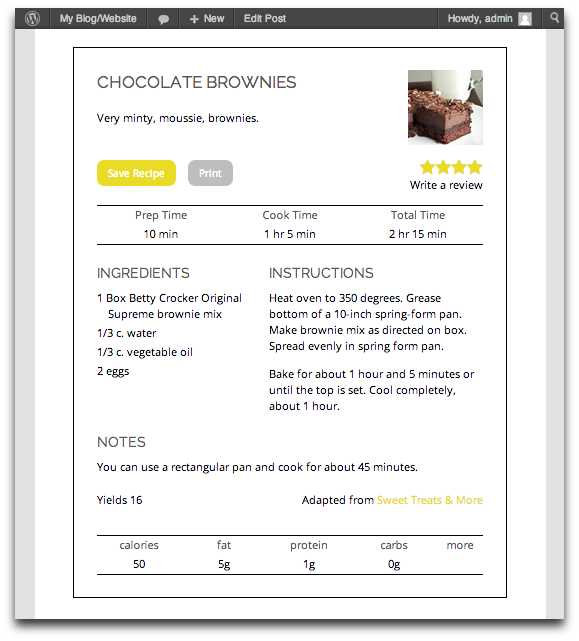 My Blog/Website
New
Edit Post
Howdy, admin
CHOCOLATE BROWNIES
Very minty, moussie, brownies.
Save Recipe
Print
Write a review
Prep Time Cook Time Total Time
10 min 1 hr 5 min 2 hr 15 min
INGREDIENTS
1 Box Betty Crocker Original
Supreme brownie mix
1/3 c. water
1/3 c. vegetable oil
2 eggs
INSTRUCTIONS
Heat oven to 350 degrees. Grease
bottom of a 10-inch spring-form pan.
Make brownie mix as directed on box.
Spread evenly in spring form pan.
Bake for about 1 hour and 5 minutes or
until the top is set. Cool completely,
about 1 hour.
NOTES
You can use a rectangular pan and cook for about 45 minutes.
Yields 16
Adapted from Sweet Treats & More
calories fat protein carbs more
50 5g 1g 0g